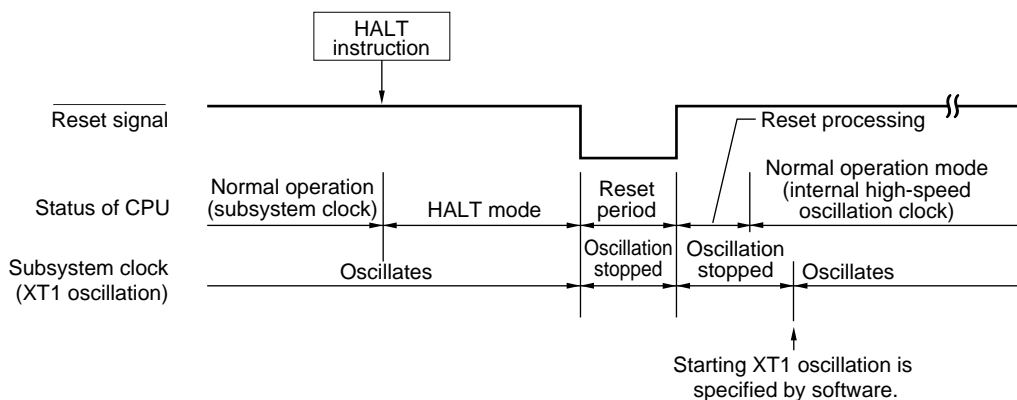 HALT
instruction
Reset signal
Reset processing
Status of CPU
Normal operation
(subsystem clock)
HALT mode
Reset
period
Normal operation mode
(internal high-speed
oscillation clock)
Subsystem clock
(XT1 oscillation)
Oscillates
Oscillation
stopped
Oscillation
stopped
Oscillates
Starting XT1 oscillation is
specified by software.